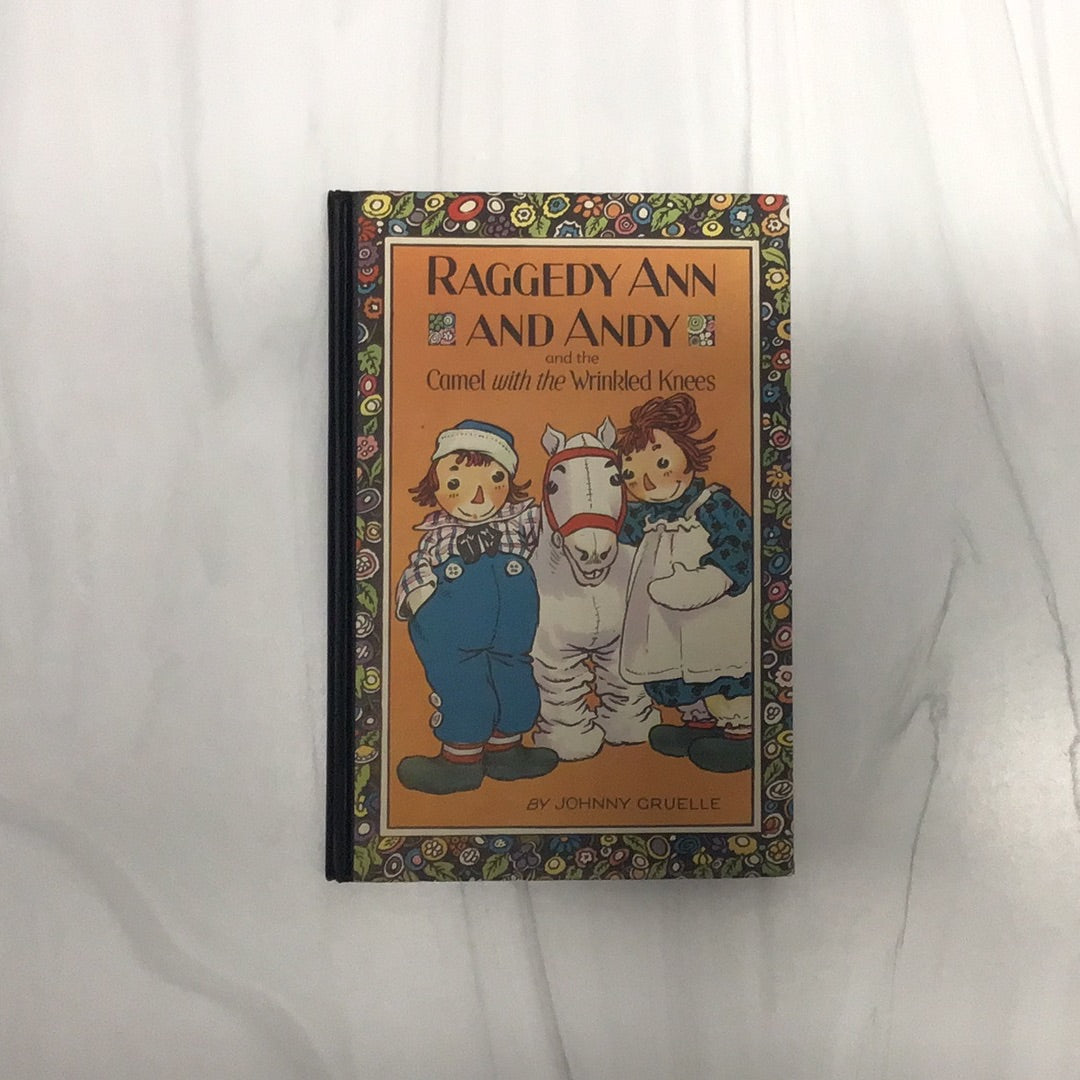 RAGGEDY ANN
AND ANDY
and the
Camel with the Wrinkled Knees
BY JOHNNY GRUELLE